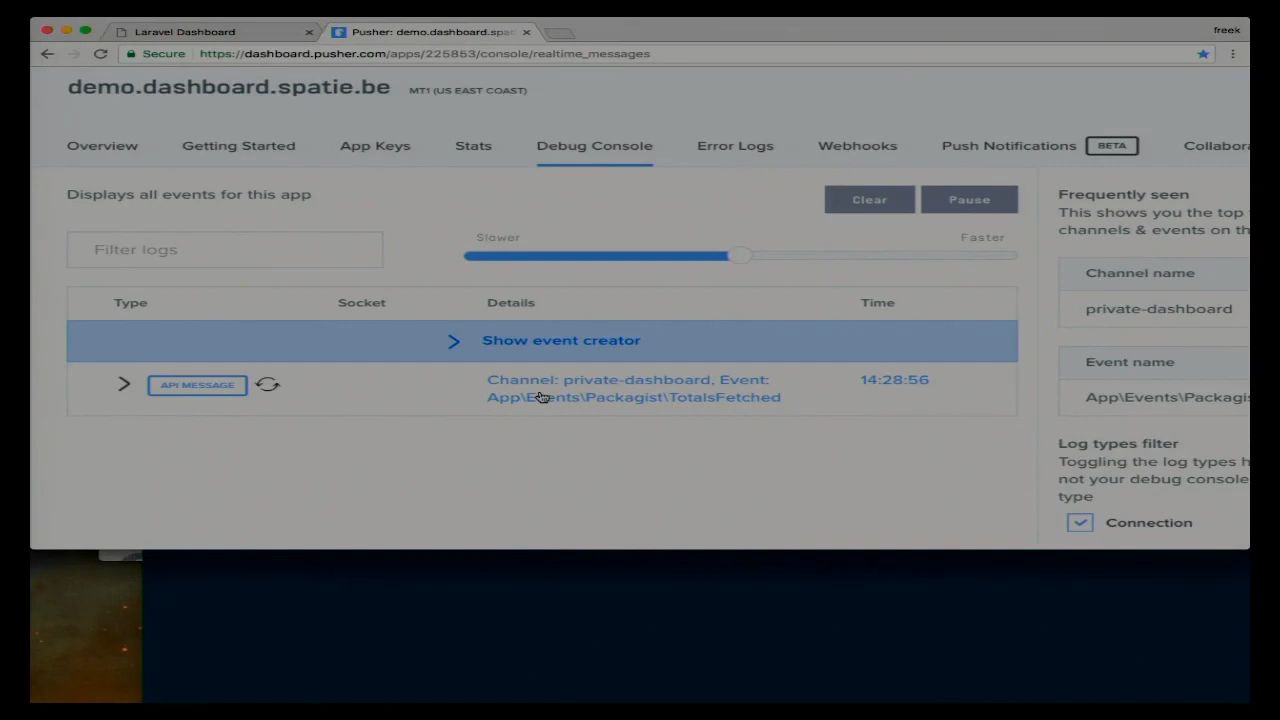 Laravel Dashboard
Pusher: demo.dashboard.spat
freek
Secure https://dashboard.pusher.com/apps/225853/console/realtime_messages
demo.dashboard.spatie.be MT1 (US EAST COAST)
Overview Getting Started App Keys Stats Debug Console Error Logs Webhooks Push Notifications BETA Collabora
Displays all events for this app
Clear Pause
Filter logs
Slower Faster
Type Socket Details Time
Show event creator
API MESSAGE
Channel: private-dashboard, Event:
App\Events\Packagist\TotalsFetched
14:28:56
Frequently seen
This shows you the top
channels & events on th
Channel name
private-dashboard
Event name
App\Events\Packagis
Log types filter
Toggling the log types h
not your debug console
type
Connection